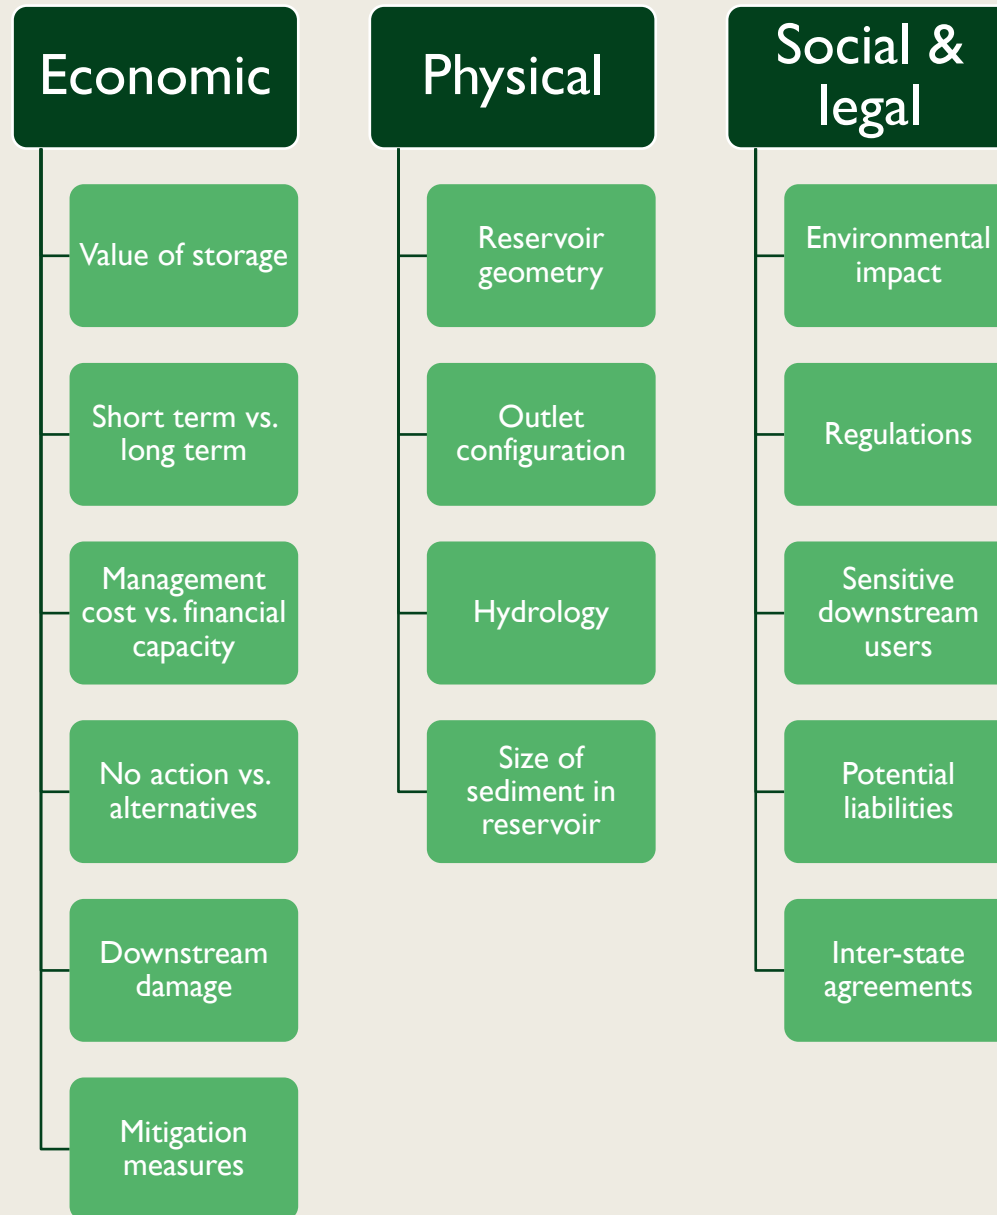 Economic
Value of storage
Short term vs.
long term
Management
cost vs. financial
capacity
No action vs.
alternatives
Downstream
damage
Mitigation
measures
Physical
Reservoir
geometry
Outlet
configuration
Hydrology
Size of
sediment in
reservoir
Social &
legal
Environmental
impact
Regulations
Sensitive
downstream
users
Potential
liabilities
Inter-state
agreements